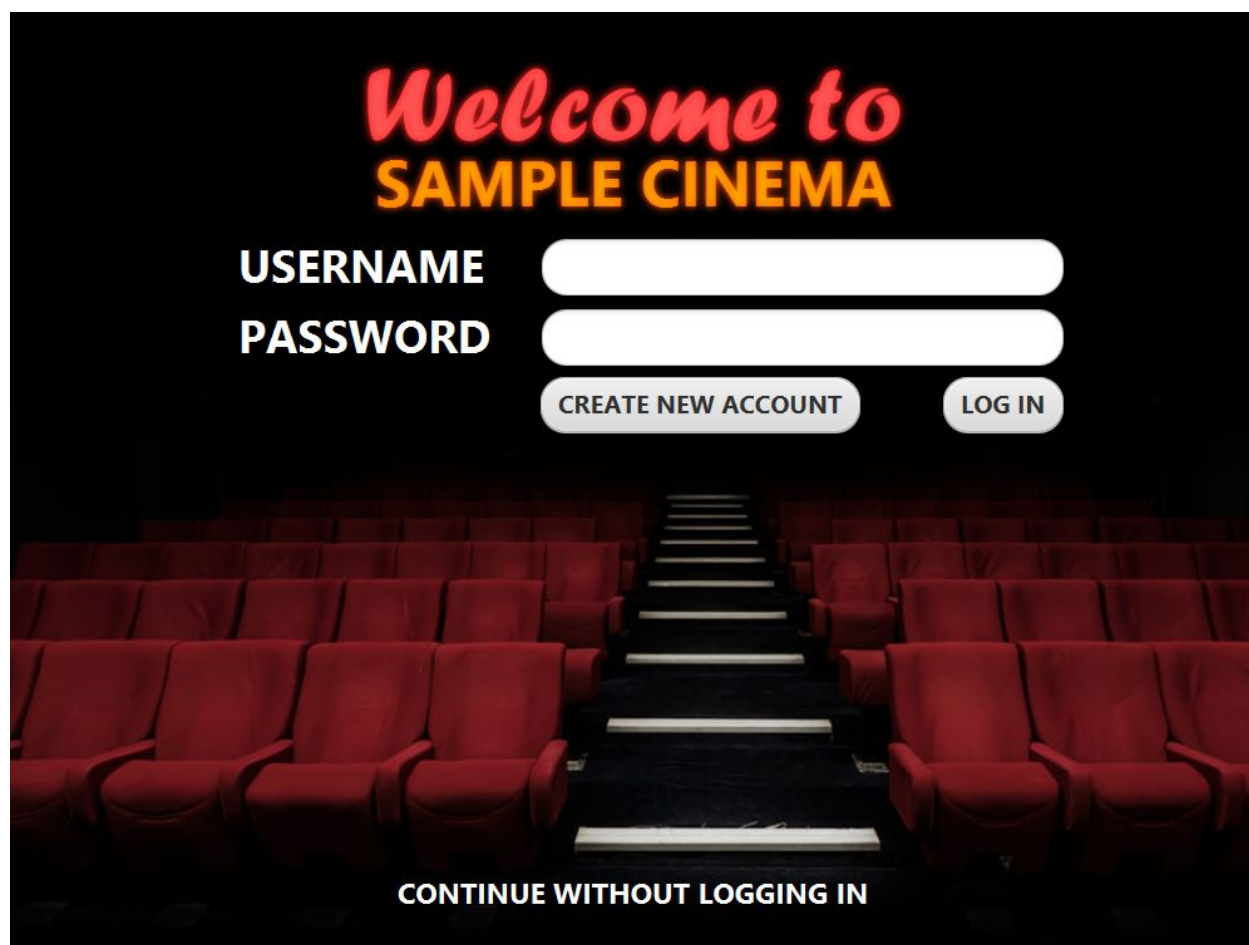 Welcome to
SAMPLE CINEMA
USERNAME
PASSWORD
CREATE NEW ACCOUNT LOG IN
CONTINUE WITHOUT LOGGING IN